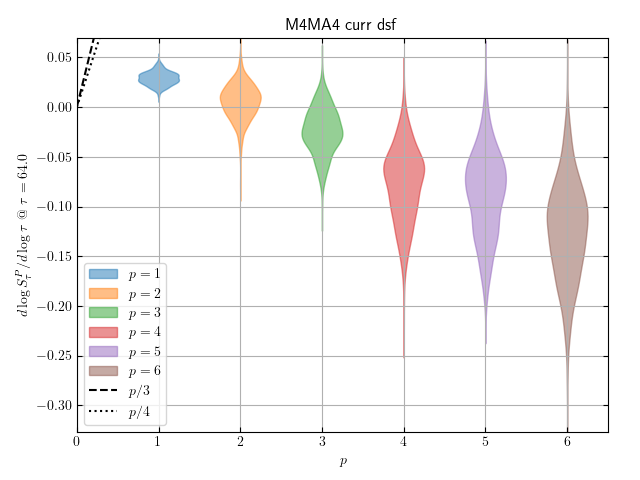 M4MA4 curr dsf
d log S_τ^P / d log τ @ τ = 64.0
0.05
0.00
−0.05
−0.10
−0.15
−0.20
−0.25
−0.30
p = 1
p = 2
p = 3
p = 4
p = 5
p = 6
p/3
p/4
0 1 2 3 4 5 6
p